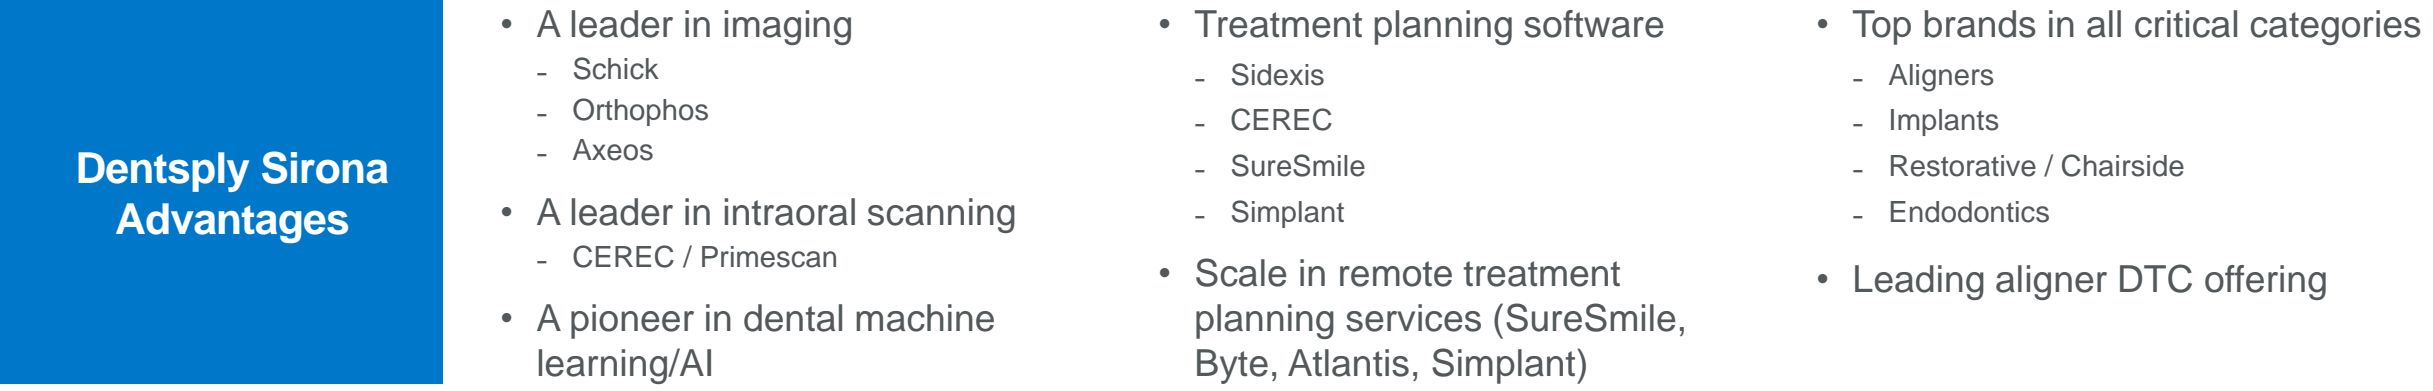 Dentsply Sirona
Advantages
• A leader in imaging
- Schick
- Orthophos
- Axeos
• A leader in intraoral scanning
- CEREC / Primescan
• A pioneer in dental machine
learning/AI
• Treatment planning software
- Sidexis
- CEREC
- SureSmile
- Simplant
• Scale in remote treatment
planning services (SureSmile,
Byte, Atlantis, Simplant)
• Top brands in all critical categories
- Aligners
- Implants
- Restorative / Chairside
- Endodontics
• Leading aligner DTC offering